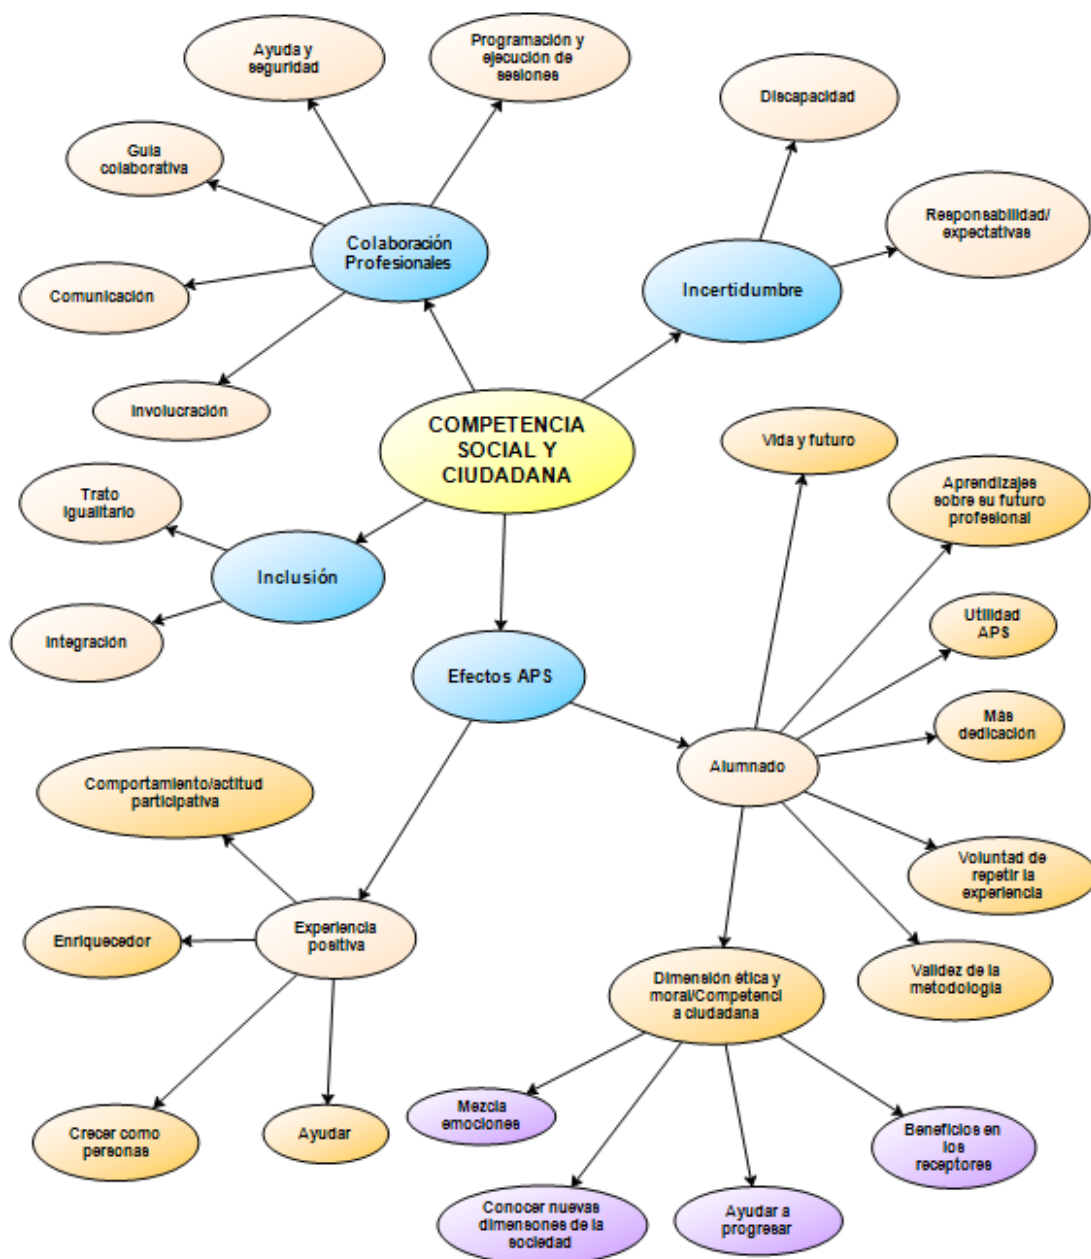 Ayuda y
seguridad
Programación y
ejecución de
sesiones
Discapacidad
Guía
colaborativa
Responsabilidad/
expectativas
Colaboración
Profesionales
Comunicación
Incertidumbre
Involucración
COMPETENCIA
SOCIAL Y
CIUDADANA
Vida y futuro
Trato
igualitario
Aprendizajes
sobre su futuro
profesional
Inclusión
Integración
Utilidad
APS
Efectos APS
Más
dedicación
Alumnado
Comportamiento/actitud
participativa
Voluntad de
repetir la
experiencia
Enriquecedor
Experiencia
positiva
Validez de la
metodología
Dimensión ética y
moral/Competenci
a ciudadana
Mezcla
emociones
Crecer como
personas
Ayudar
Beneficios en
los
receptores
Conocer nuevas
dimensones de la
sociedad
Ayudar a
progresar